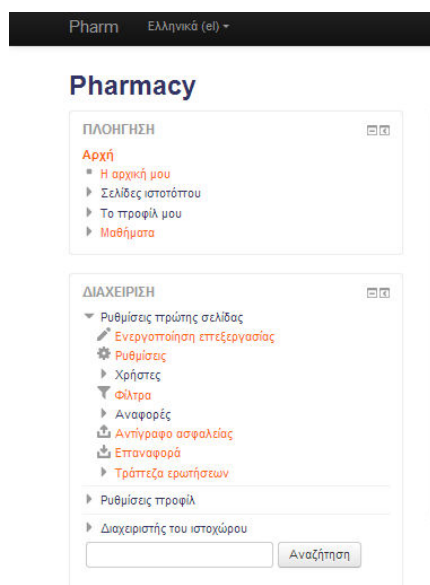 Pharm Ελληνικά (el)
Pharmacy
ΠΛΟΗΓΗΣΗ
Αρχή
Η αρχική μου
Σελίδες ιστοτόπου
Το προφίλ μου
Μαθήματα
ΔΙΑΧΕΙΡΙΣΗ
Ρυθμίσεις πρώτης σελίδας
Ενεργοποίηση επεξεργασίας
Ρυθμίσεις
Χρήστες
Φίλτρα
Αναφορές
Αντίγραφο ασφαλείας
Επαναφορά
Τράπεζα ερωτήσεων
Ρυθμίσεις προφίλ
Διαχειριστής του ιστοχώρου
Αναζήτηση